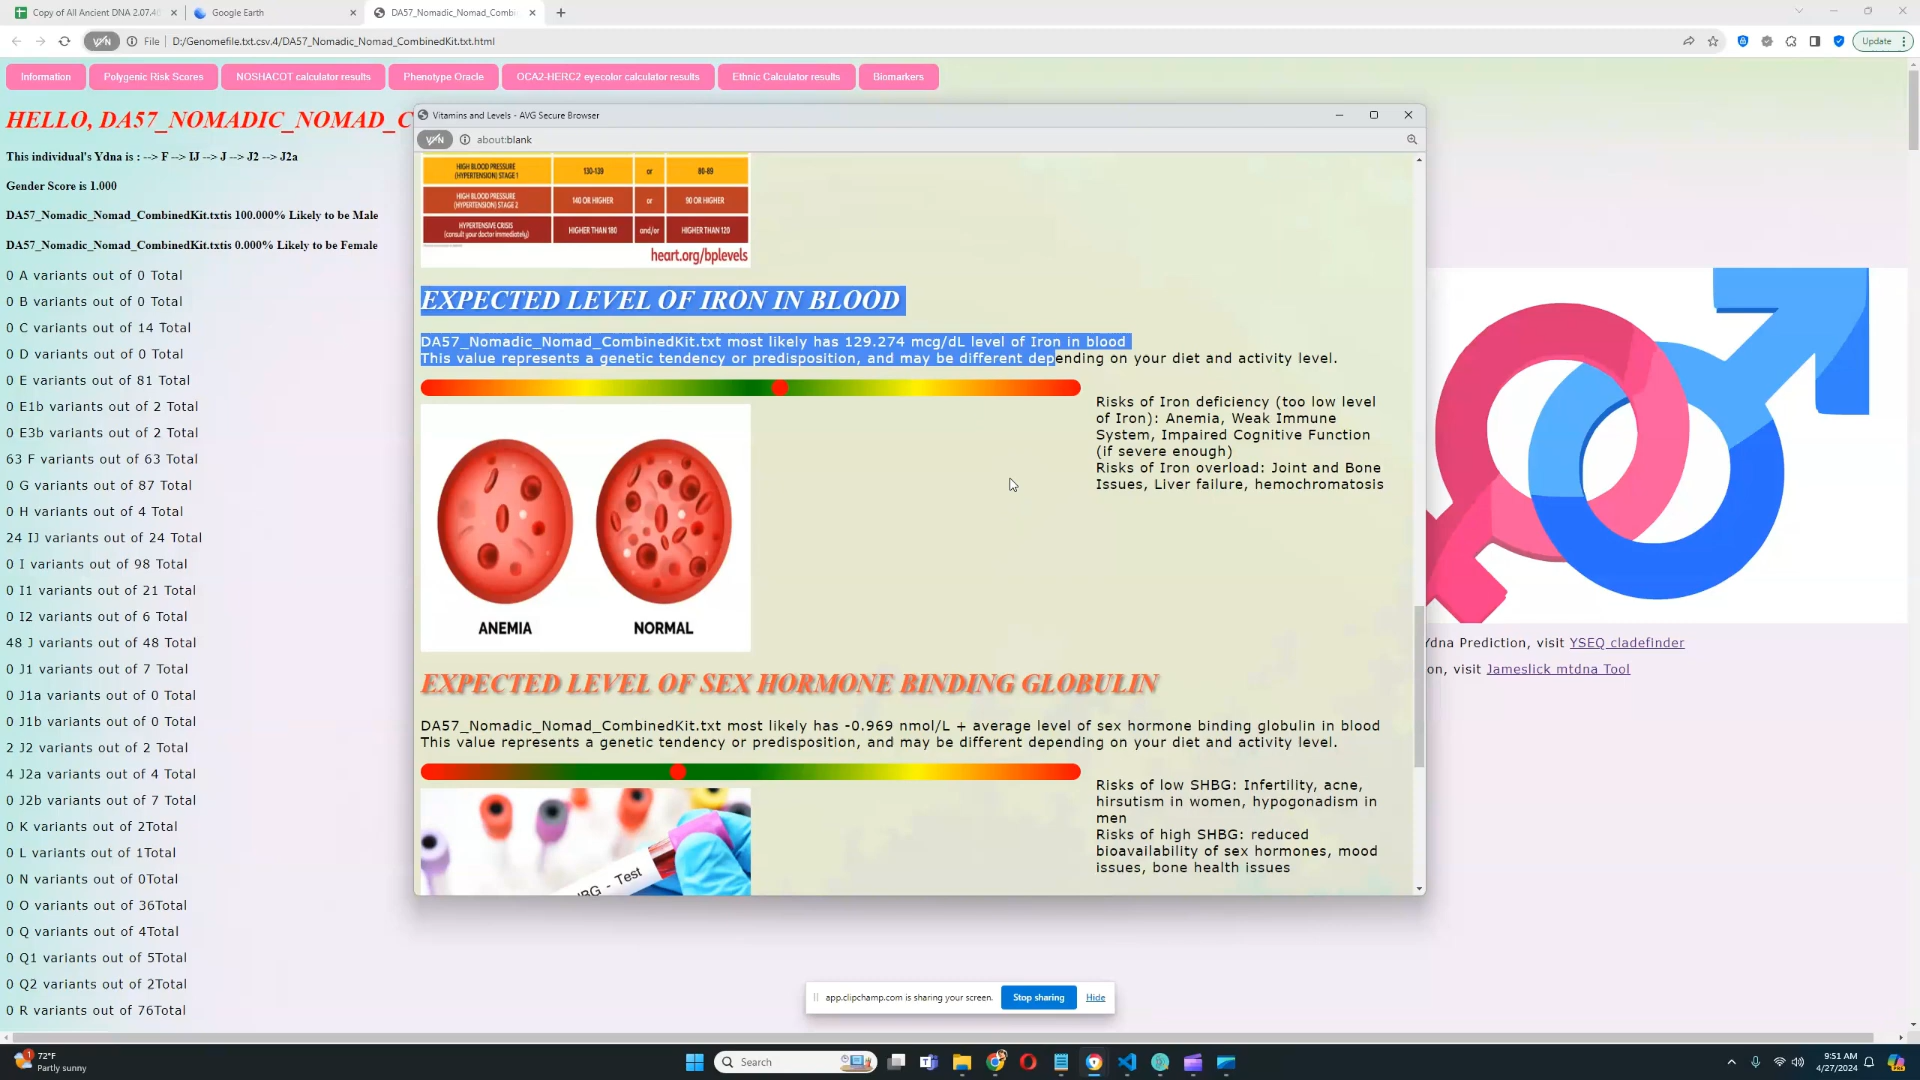 Copy of All Ancient DNA 2.07.4
Google Earth
DA57_Nomadic_Nomad_Combi
File | D:/Genomefile.txt.csv.4/DA57_Nomadic_Nomad_CombinedKit.txt.html
Update
Information
Polygenic Risk Scores
NOSHACOT calculator results
Phenotype Oracle
OCA2-HERC2 eyecolor calculator results
Ethnic Calculator results
Biomarkers
HELLO, DA57_NOMADIC_NOMAD_C
This individual's Ydna is : --> F --> IJ --> J --> J2 --> J2a
Gender Score is 1.000
DA57_Nomadic_Nomad_CombinedKit.txtis 100.000% Likely to be Male
DA57_Nomadic_Nomad_CombinedKit.txtis 0.000% Likely to be Female
0 A variants out of 0 Total
0 B variants out of 0 Total
0 C variants out of 14 Total
0 D variants out of 0 Total
0 E variants out of 81 Total
0 E1b variants out of 2 Total
0 E3b variants out of 2 Total
63 F variants out of 63 Total
0 G variants out of 87 Total
0 H variants out of 4 Total
24 IJ variants out of 24 Total
0 I variants out of 98 Total
0 I1 variants out of 21 Total
0 I2 variants out of 6 Total
48 J variants out of 48 Total
0 J1 variants out of 7 Total
0 J1a variants out of 0 Total
0 J1b variants out of 0 Total
2 J2 variants out of 2 Total
4 J2a variants out of 4 Total
0 J2b variants out of 7 Total
0 K variants out of 2Total
0 L variants out of 1Total
0 N variants out of 0Total
0 O variants out of 36Total
0 Q variants out of 4Total
0 Q1 variants out of 5Total
0 Q2 variants out of 2Total
0 R variants out of 76Total
Vitamins and Levels - AVG Secure Browser
about:blank
HIGH BLOOD PRESSURE
(HYPERTENSION) STAGE 1
130-139
or
80-89
HIGH BLOOD PRESSURE
(HYPERTENSION) STAGE 2
140 OR HIGHER
or
90 OR HIGHER
HYPERTENSIVE CRISIS
(consult your doctor immediately)
HIGHER THAN 180
and/or
HIGHER THAN 120
heart.org/bplevels
EXPECTED LEVEL OF IRON IN BLOOD
DA57_Nomadic_Nomad_CombinedKit.txt most likely has 129.274 mcg/dL level of Iron in blood
This value represents a genetic tendency or predisposition, and may be different depending on your diet and activity level.
Risks of Iron deficiency (too low level
of Iron): Anemia, Weak Immune
System, Impaired Cognitive Function
(if severe enough)
Risks of Iron overload: Joint and Bone
Issues, Liver failure, hemochromatosis
ANEMIA
NORMAL
EXPECTED LEVEL OF SEX HORMONE BINDING GLOBULIN
DA57_Nomadic_Nomad_CombinedKit.txt most likely has -0.969 nmol/L + average level of sex hormone binding globulin in blood
This value represents a genetic tendency or predisposition, and may be different depending on your diet and activity level.
Risks of low SHBG: Infertility, acne,
hirsutism in women, hypogonadism in
men
Risks of high SHBG: reduced
bioavailability of sex hormones, mood
issues, bone health issues
BG - Test
Ydna Prediction, visit YSEQ cladefinder
on, visit Jameslick mtdna Tool
app.clipchamp.com is sharing your screen.
Stop sharing
Hide
72°F
Partly sunny
Search
9:51 AM
4/27/2024